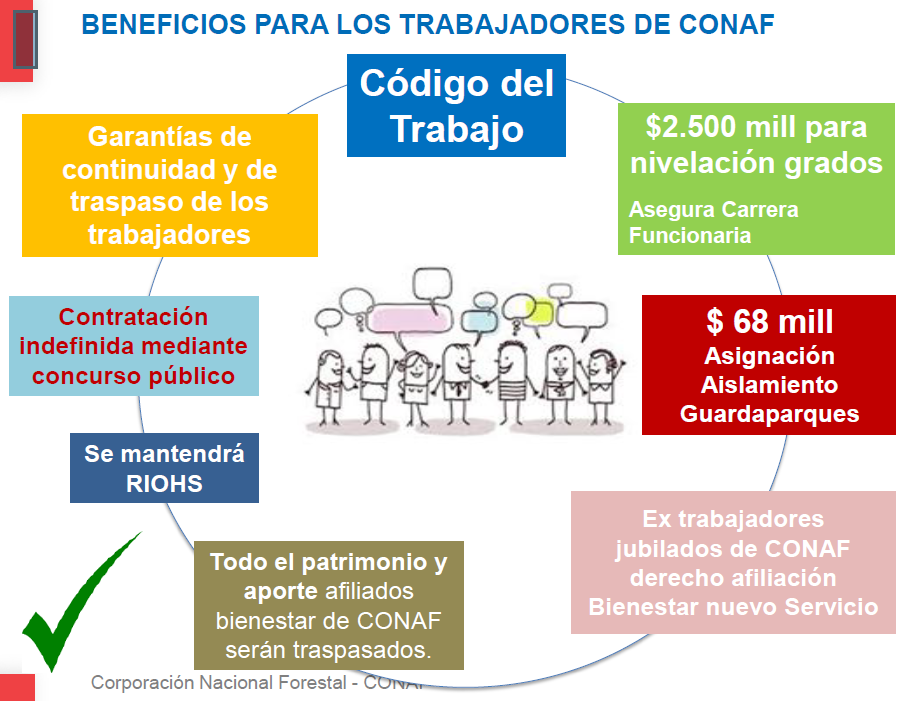 BENEFICIOS PARA LOS TRABAJADORES DE CONAF
Código del
Trabajo
$2.500 mill para
nivelación grados
Asegura Carrera
Funcionaria
$ 68 mill
Asignación
Aislamiento
Guardaparques
Ex trabajadores
jubilados de CONAF
derecho afiliación
Bienestar nuevo Servicio
Todo el patrimonio y
aporte afiliados
bienestar de CONAF
serán traspasados.
Se mantendrá
RIOHS
Contratación
indefinida mediante
concurso público
Garantías de
continuidad y de
traspaso de los
trabajadores
Corporación Nacional Forestal - CONAF